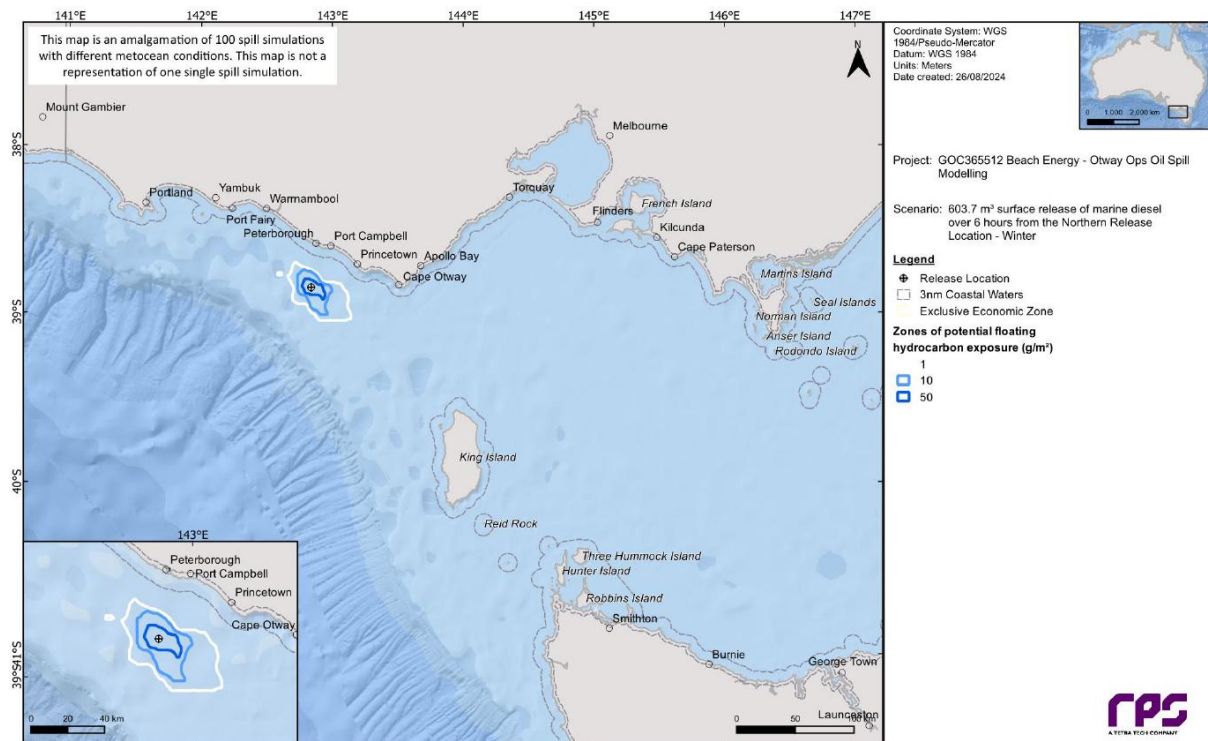 141°E 142°E 143°E 144°E 145°E 146°E 147°E
This map is an amalgamation of 100 spill simulations
with different metocean conditions. This map is not a
representation of one single spill simulation.
N
Mount Gambier
Melbourne
38°S
Portland
Yambuk
Warrnambool
Port Fairy
Peterborough
Port Campbell
Princetown
Apollo Bay
Cape Otway
Torquay
Flinders
French Island
Kilcunda
Cape Paterson
Martins Island
Seal Islands
Norman Island
Anser Island
Rodondo Island
39°S
King Island
40°S
Reid Rock
Three Hummock Island
Hunter Island
Robbins Island
Smithton
Burnie
George Town
Launceston
0 50 100 km
143°E
Peterborough
Port Campbell
Princetown
Cape Otway
0 20 40 km
Coordinate System: WGS
1984/Pseudo-Mercator
Datum: WGS 1984
Units: Meters
Date created: 26/08/2024
0 1,000 2,000 km
Project: GOC365512 Beach Energy - Otway Ops Oil Spill
Modelling
Scenario: 603.7 m³ surface release of marine diesel
over 6 hours from the Northern Release
Location - Winter
Legend
Release Location
3nm Coastal Waters
Exclusive Economic Zone
Zones of potential floating
hydrocarbon exposure (g/m²)
1
10
50
rps
A TETRA TECH COMPANY